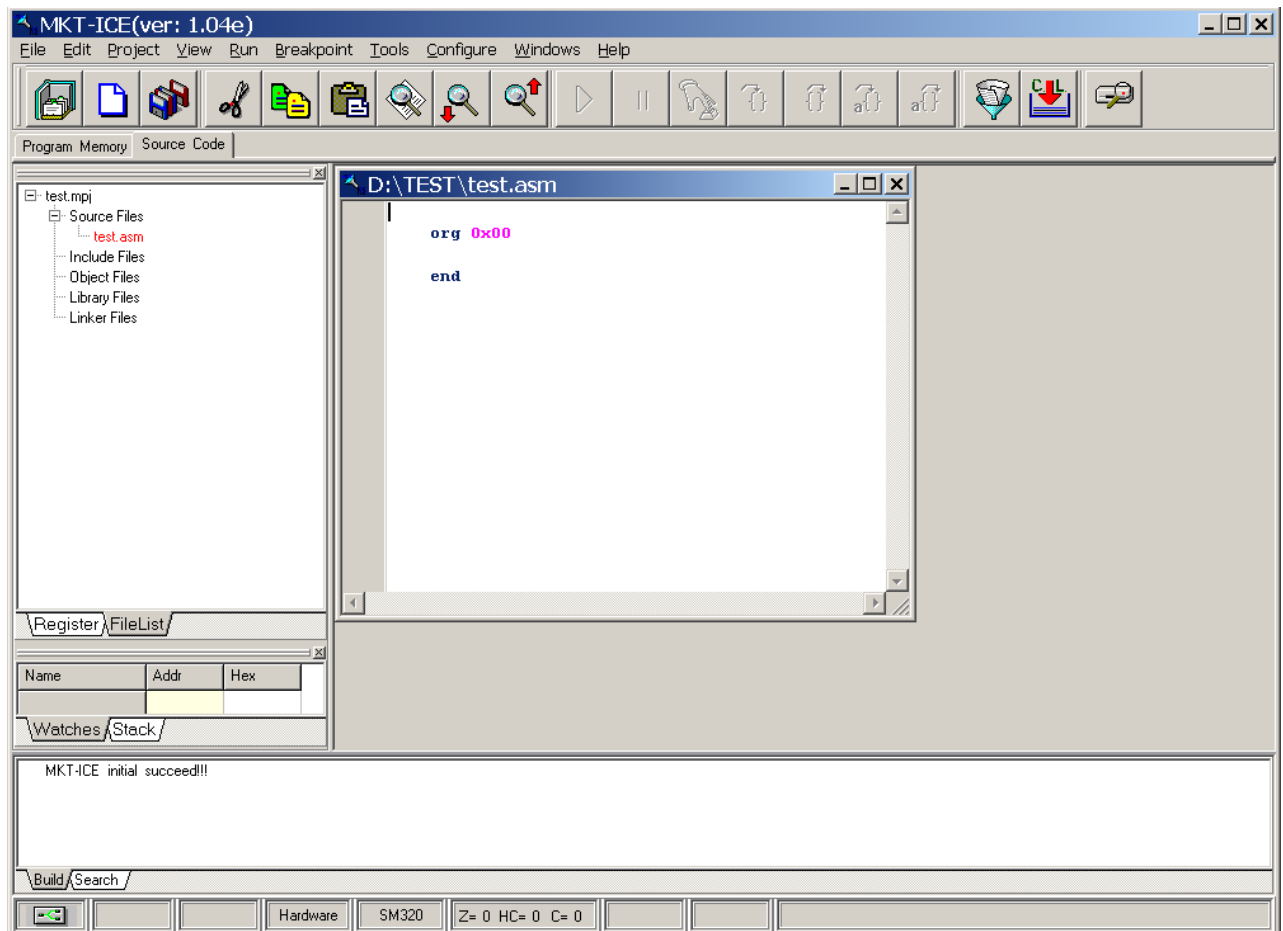 MKT-ICE(ver: 1.04e)
File Edit Project View Run Breakpoint Tools Configure Windows Help
Program Memory Source Code
test.mpj
Source Files
test.asm
Include Files
Object Files
Library Files
Linker Files
Register FileList
Name Addr Hex
Watches Stack
D:\TEST\test.asm
org 0x00
end
MKT-ICE initial succeed!!!
Build Search
Hardware SM320 Z= 0 HC= 0 C= 0